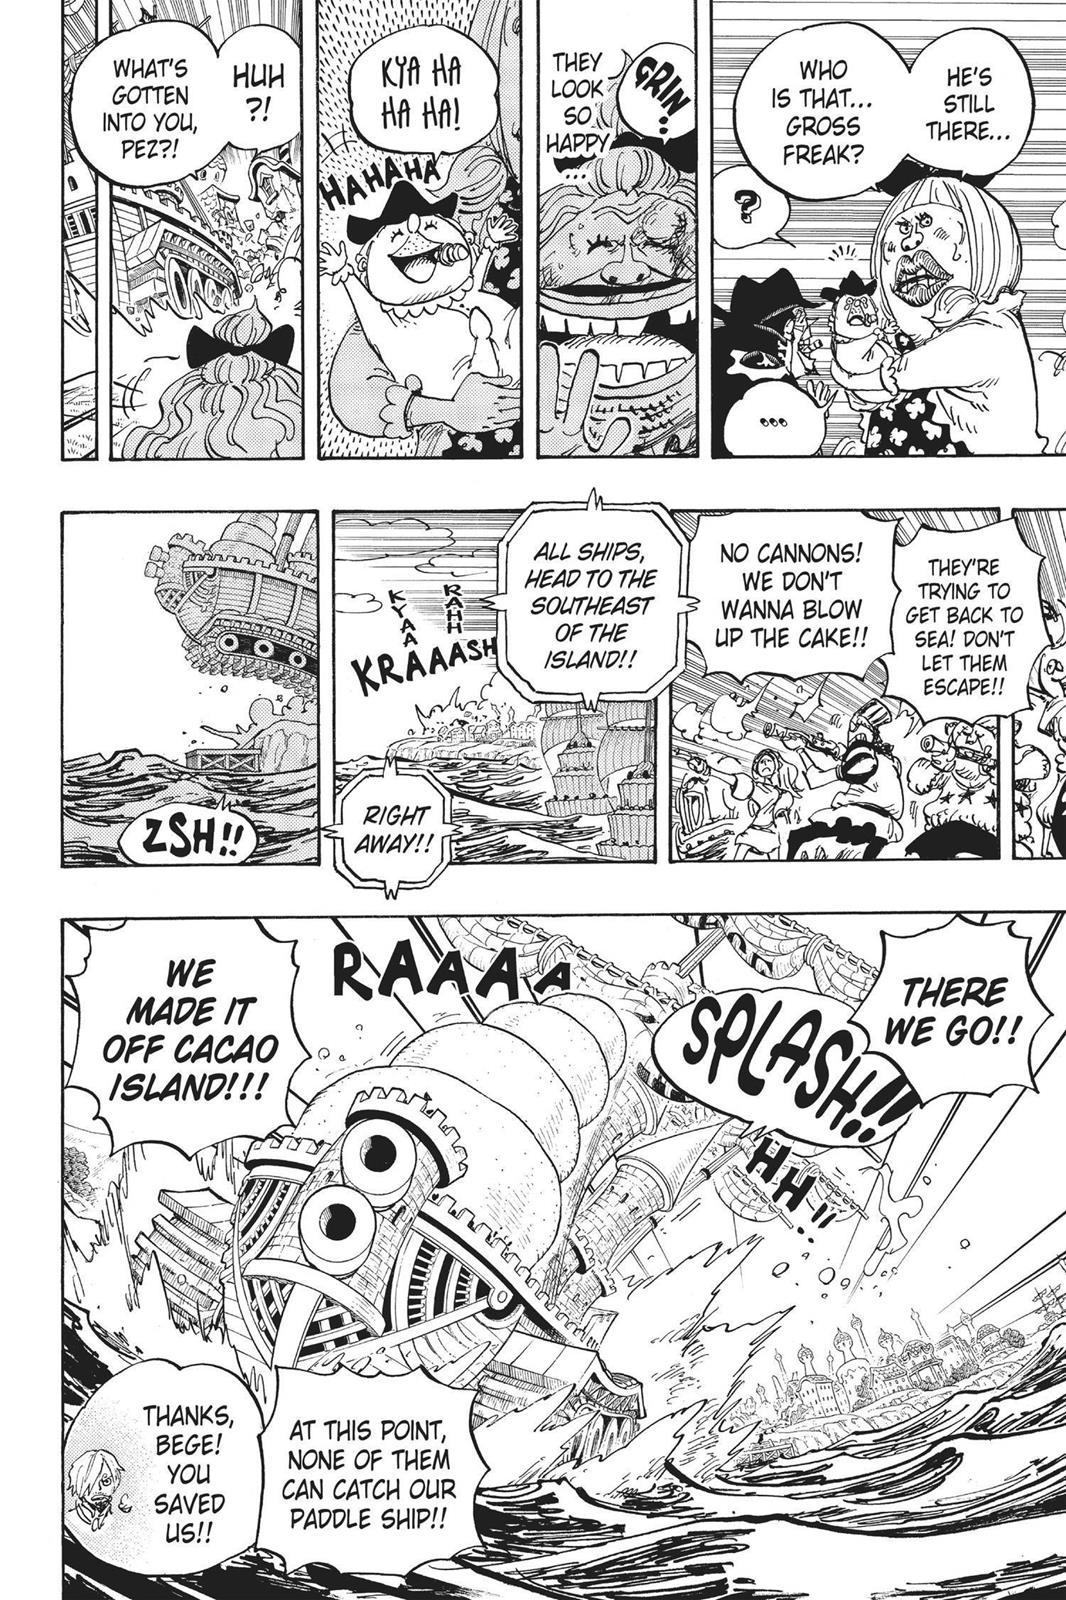 HE'S
STILL
THERE...
WHO
IS THAT...
GROSS
FREAK?
?
...
GRIN
THEY
LOOK
SO
HAPPY
...
KYA HA
HA HA!
HAHAHA
HUH
?!
WHAT'S
GOTTEN
INTO YOU,
PEZ?!
THEY'RE
TRYING TO
GET BACK TO
SEA! DON'T
LET THEM
ESCAPE!!
NO CANNONS!
WE DON'T
WANNA BLOW
UP THE CAKE!!
ALL SHIPS,
HEAD TO THE
SOUTHEAST
OF THE
ISLAND!!
RAHH
KYAA
KRAAASH
RIGHT
AWAY!!
ZSH!!
THERE
WE GO!!
SPLASH!!
HH!!
RAAAA
WE
MADE IT
OFF CACAO
ISLAND!!!
AT THIS POINT,
NONE OF THEM
CAN CATCH OUR
PADDLE SHIP!!
THANKS,
BEGE!
YOU
SAVED
US!!